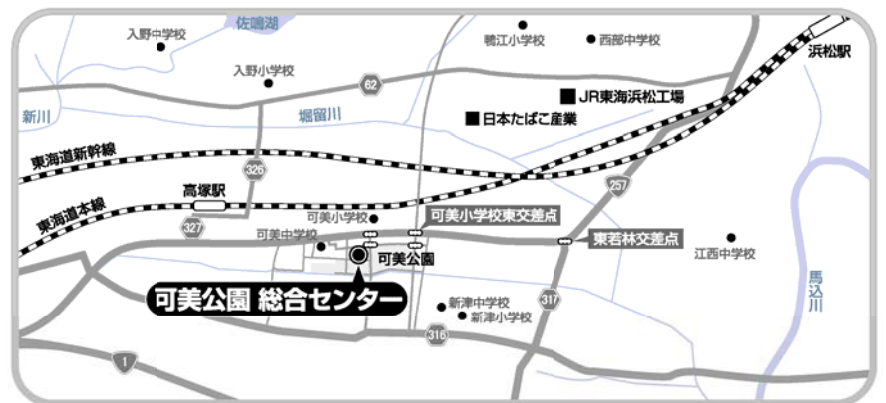 佐鳴湖
入野中学校
鴨江小学校
西部中学校
浜松駅
入野小学校
62
JR東海浜松工場
新川
堀留川
日本たばこ産業
東海道新幹線
326
257
高塚駅
東海道本線
可美小学校
可美小学校東交差点
327
可美中学校
東若林交差点
可美公園
江西中学校
馬込川
可美公園 総合センター
新津中学校
317
新津小学校
316
1